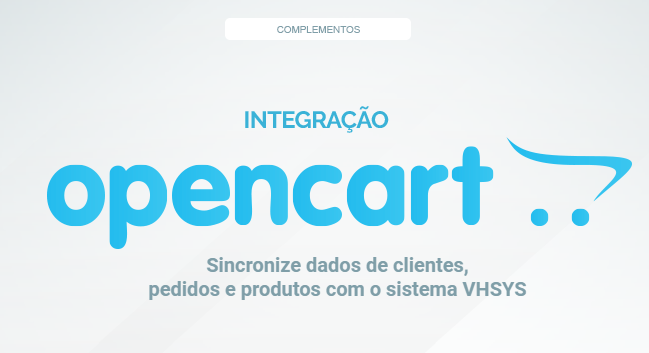 COMPLEMENTOS
INTEGRAÇÃO
opencart
Sincronize dados de clientes,
pedidos e produtos com o sistema VHSYS